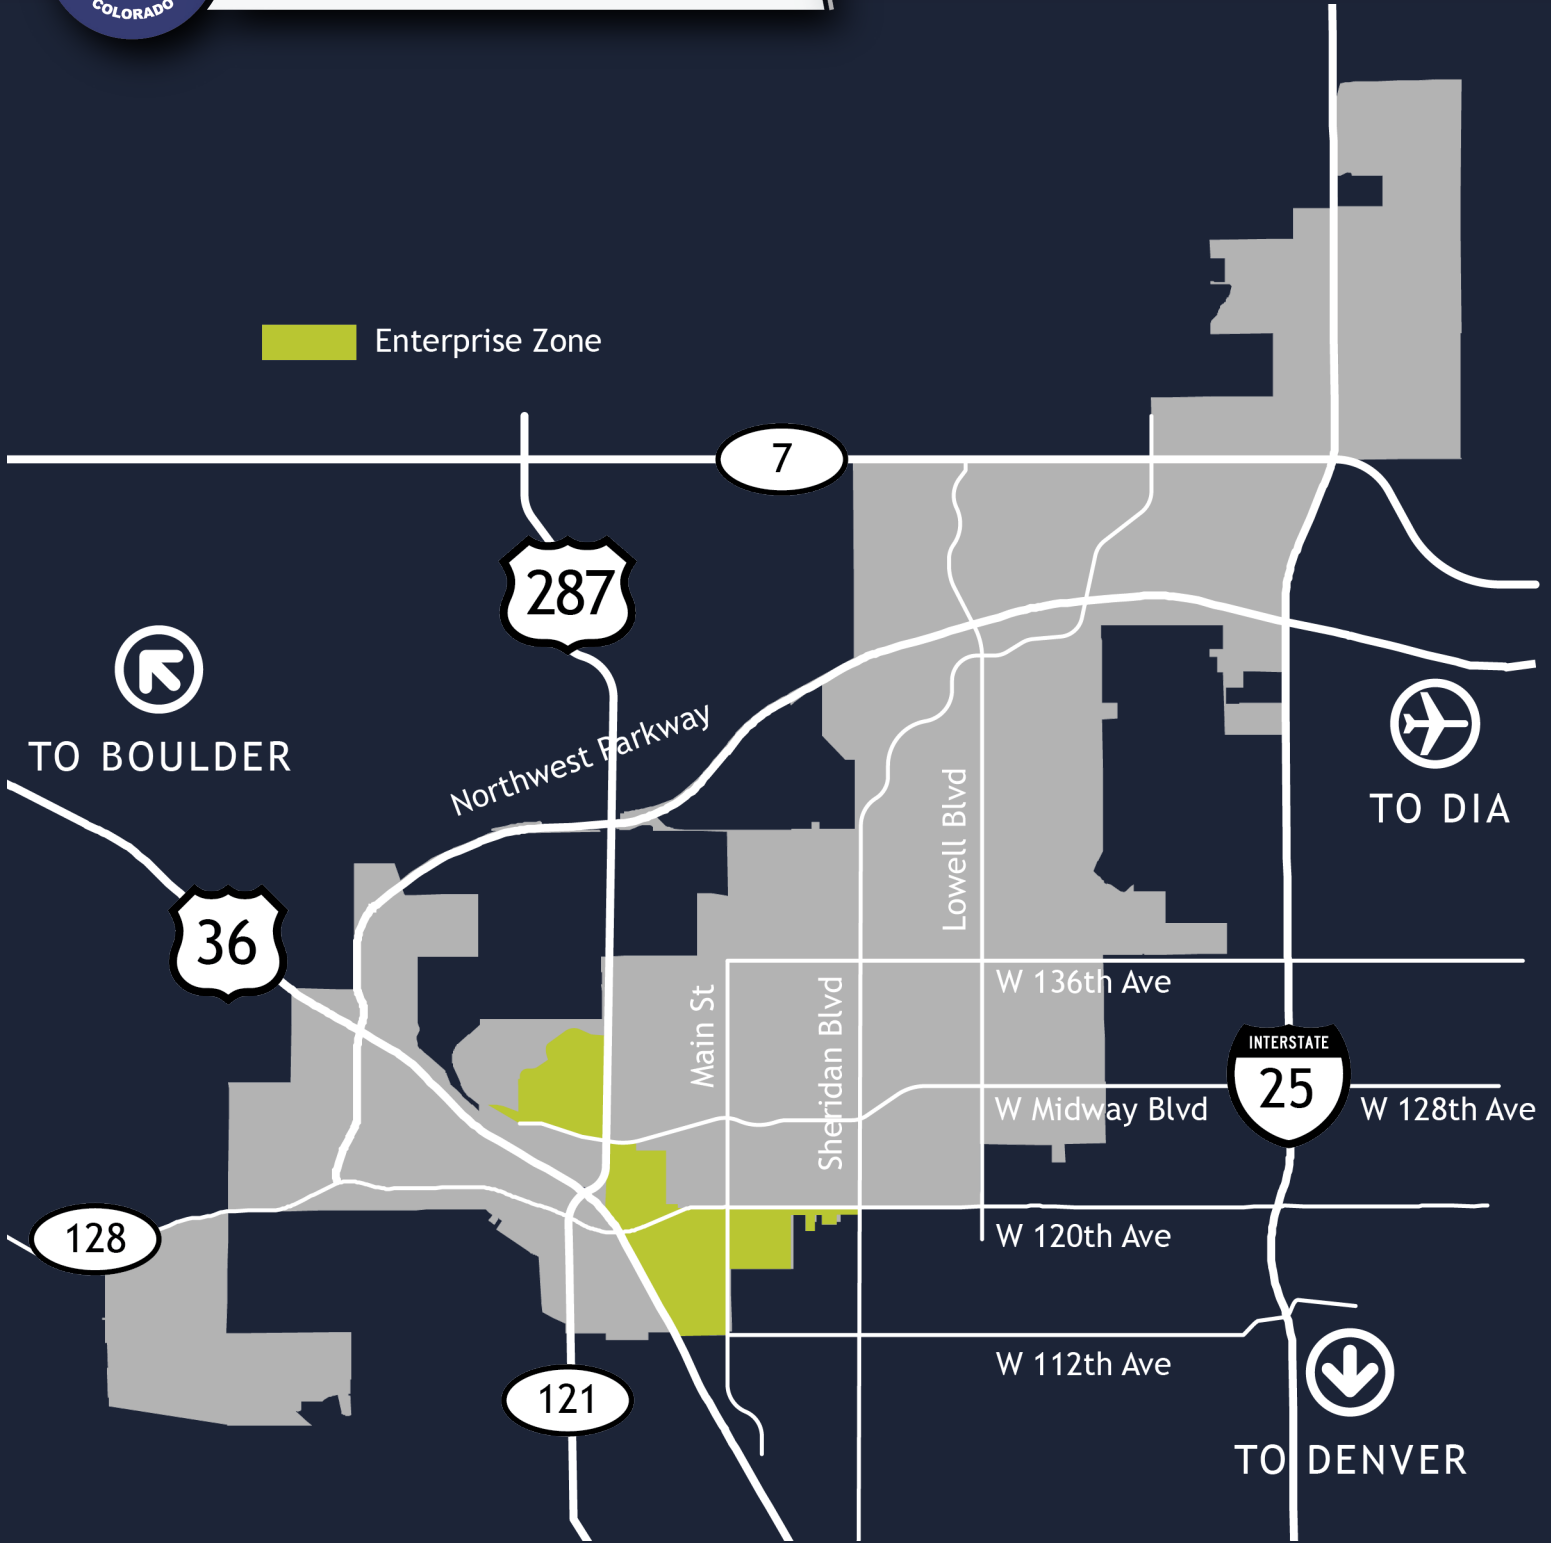 COLORADO
Enterprise Zone
7
287
TO BOULDER
Northwest Parkway
TO DIA
Lowell Blvd
36
W 136th Ave
Main St
Sheridan Blvd
INTERSTATE
25
W Midway Blvd
W 128th Ave
128
W 120th Ave
W 112th Ave
121
TO DENVER